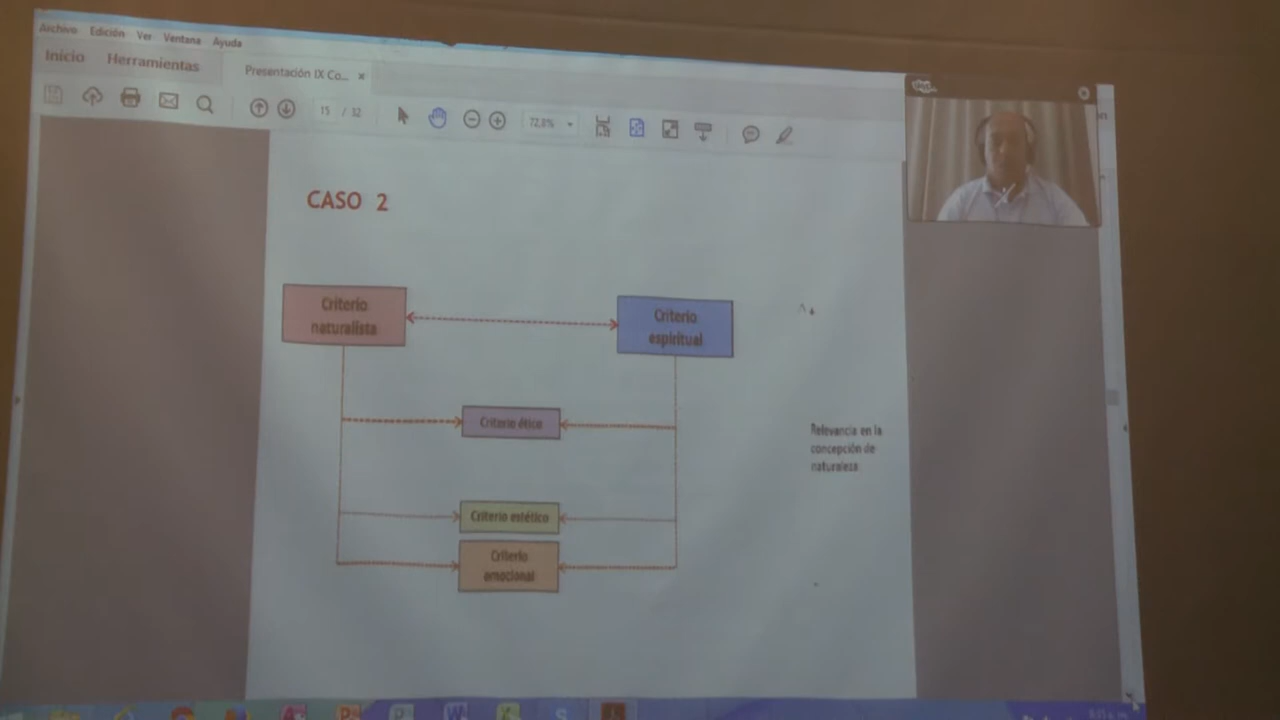 Archivo Edición Ver Ventana Ayuda
Inicio Herramientas Presentación IX Co... ×
15 / 32 72,8%
CASO 2
Criterio
naturalista
Criterio
espiritual
Criterio ético
Relevancia en la
concepción de
naturaleza
Criterio estético
Criterio
emocional